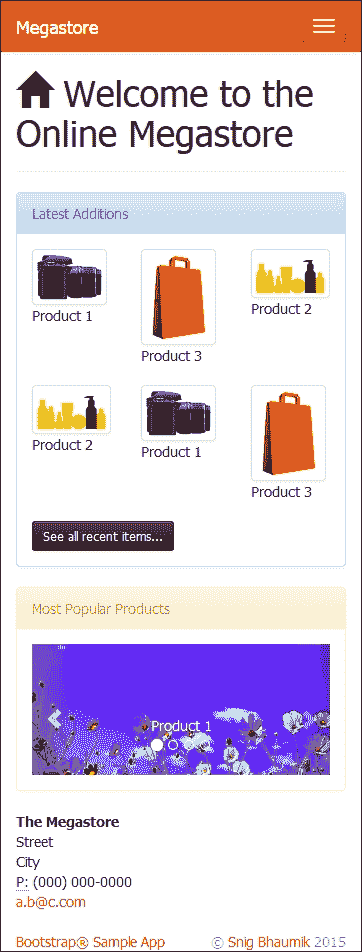 Megastore
Welcome to the
Online Megastore
Latest Additions
Product 1
Product 3
Product 2
Product 2
Product 1
Product 3
See all recent items...
Most Popular Products
Product 1
The Megastore
Street
City
P: (000) 000-0000
a.b@c.com
Bootstrap® Sample App
© Snig Bhaumik 2015